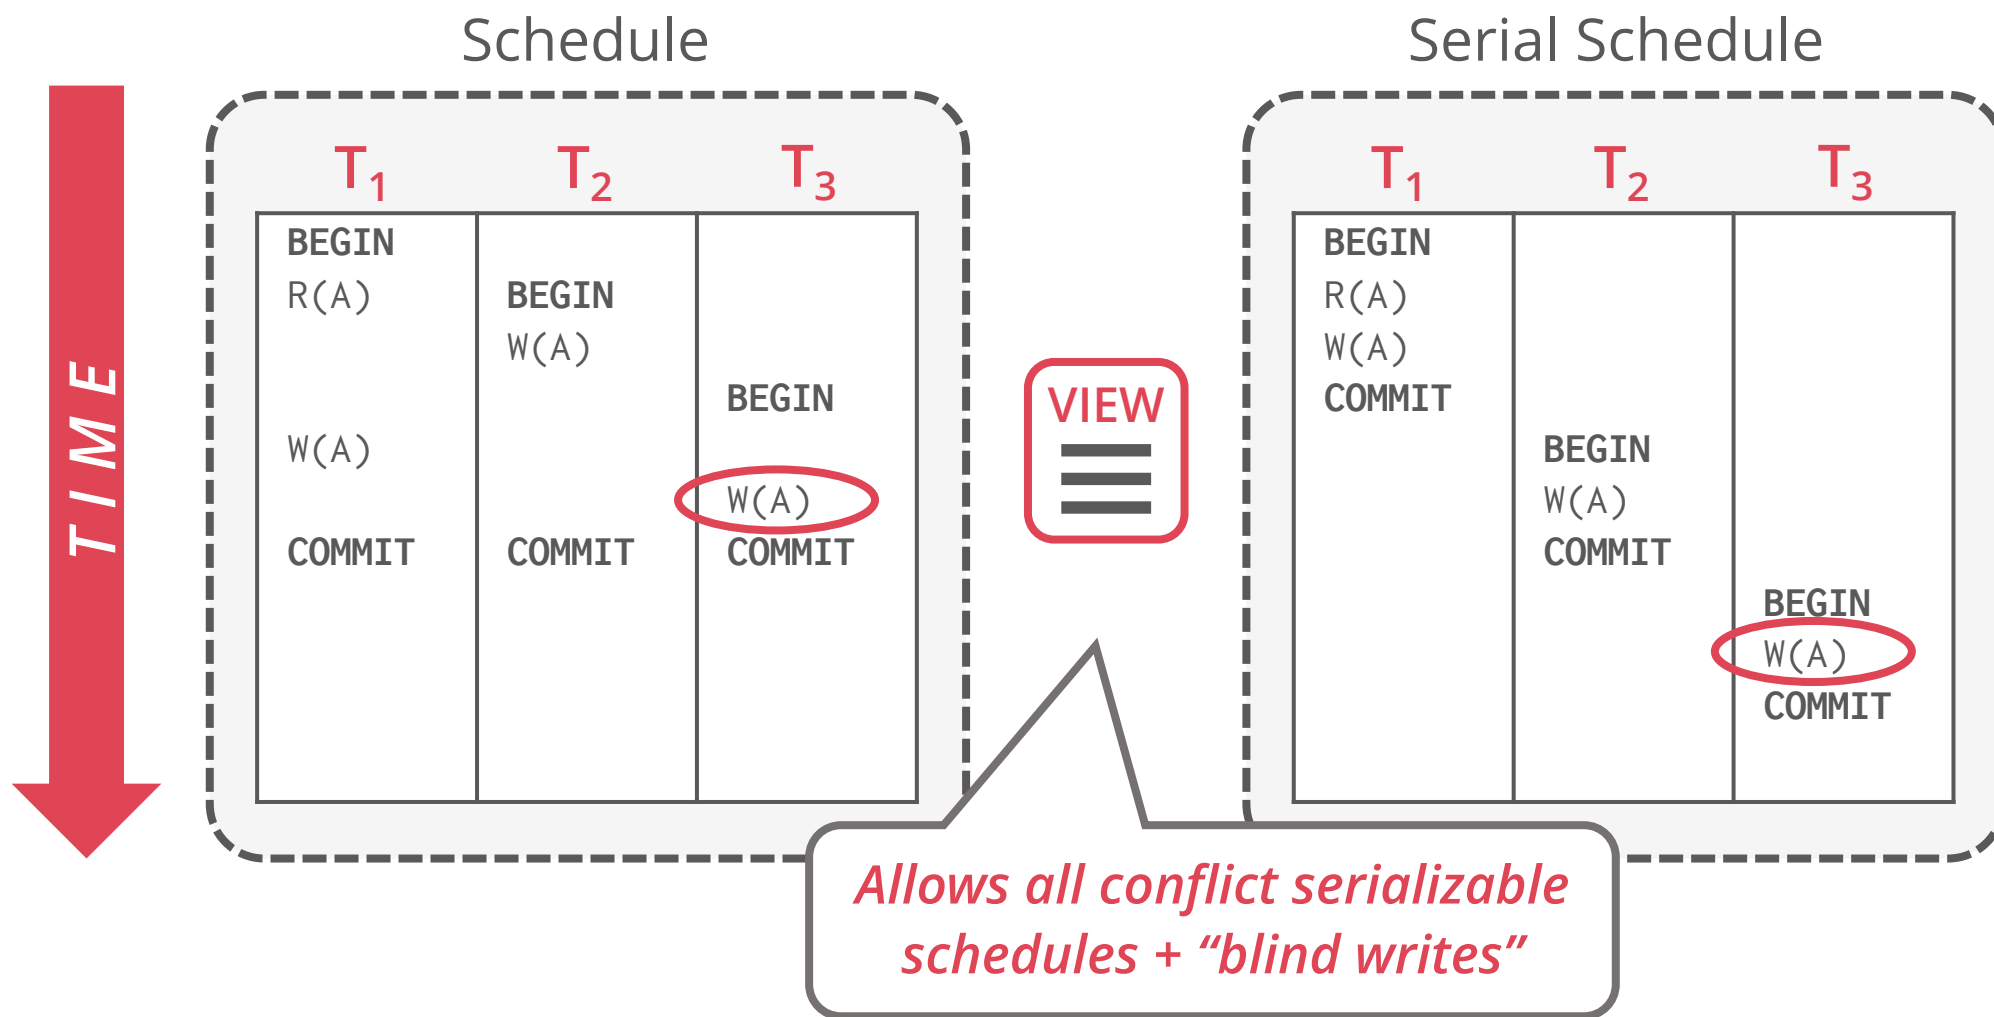 Schedule
Serial Schedule
TIME
T1 T2 T3
BEGIN
R(A) BEGIN
W(A)
BEGIN
W(A)
W(A)
COMMIT COMMIT COMMIT
VIEW
T1 T2 T3
BEGIN
R(A)
W(A)
COMMIT
BEGIN
W(A)
COMMIT
BEGIN
W(A)
COMMIT
Allows all conflict serializable
schedules + “blind writes”